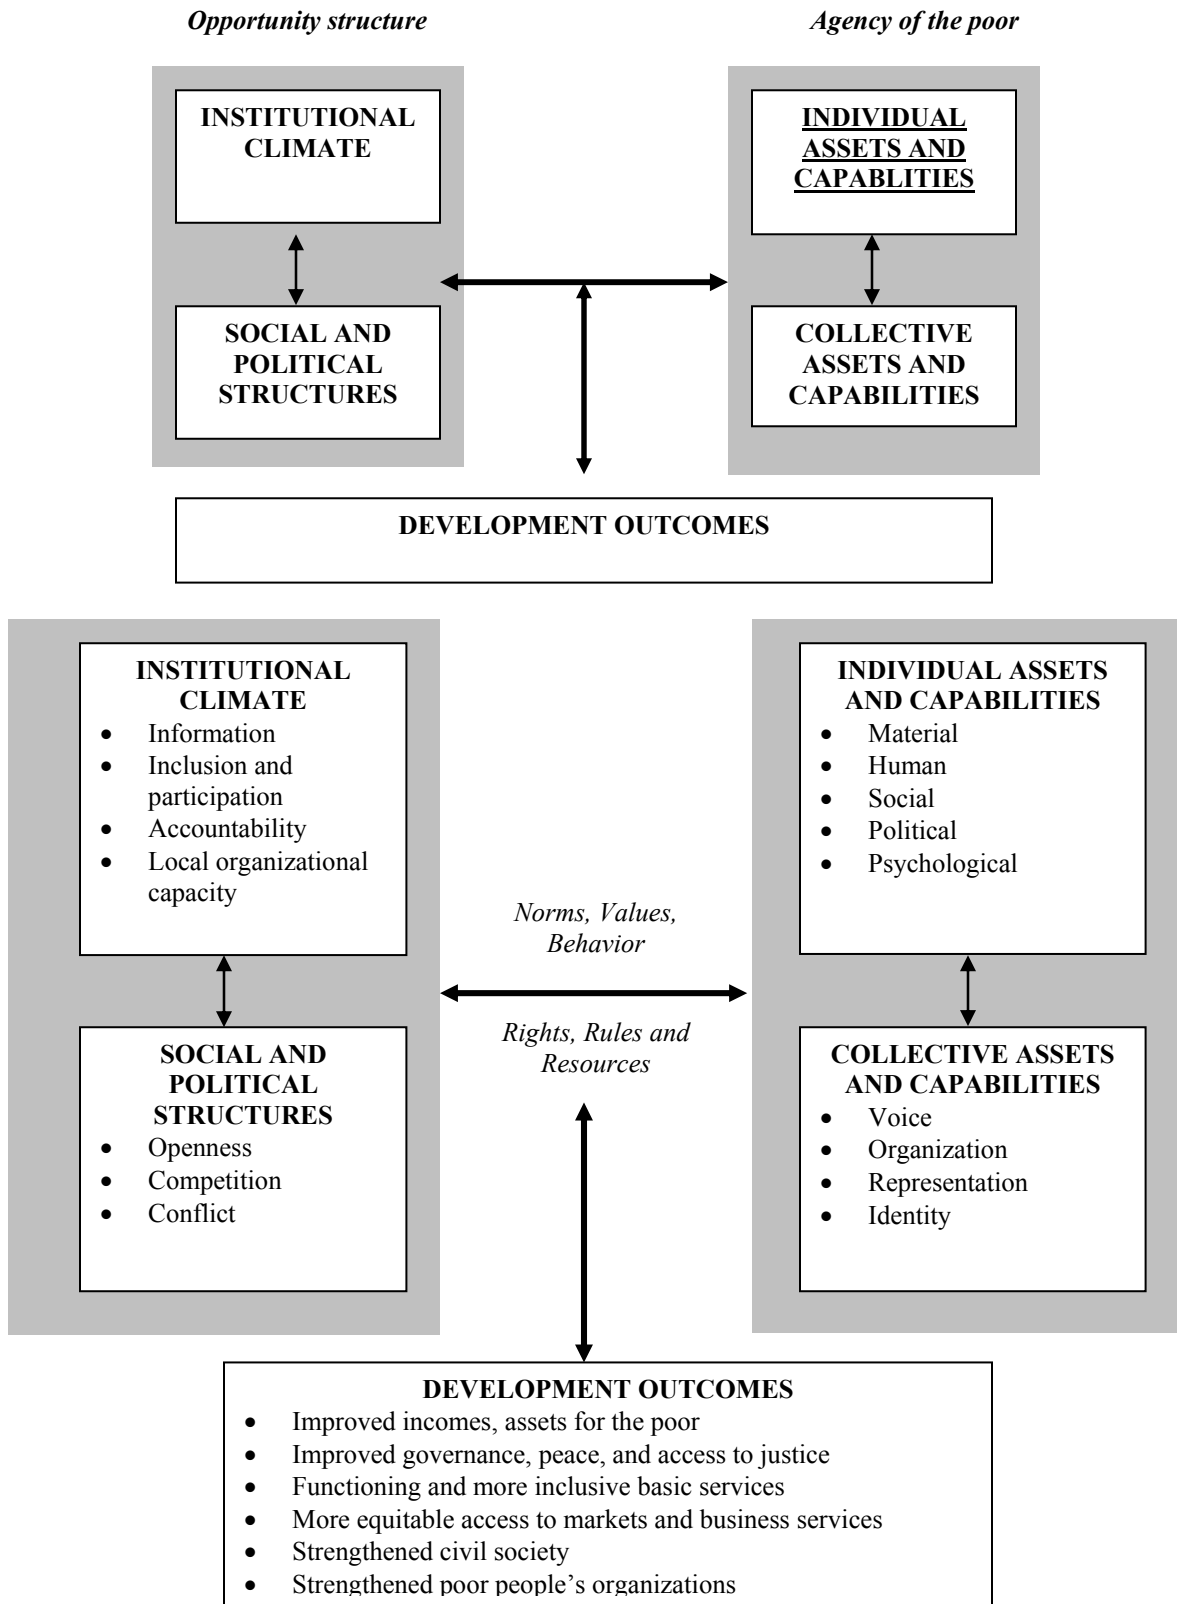 Opportunity structure
Agency of the poor
INSTITUTIONAL
CLIMATE
INDIVIDUAL
ASSETS AND
CAPABLITIES
SOCIAL AND
POLITICAL
STRUCTURES
COLLECTIVE
ASSETS AND
CAPABILITIES
DEVELOPMENT OUTCOMES
INSTITUTIONAL
CLIMATE
• Information
• Inclusion and
participation
• Accountability
• Local organizational
capacity
INDIVIDUAL ASSETS
AND CAPABILITIES
• Material
• Human
• Social
• Political
• Psychological
Norms, Values,
Behavior
Rights, Rules and
Resources
SOCIAL AND
POLITICAL
STRUCTURES
• Openness
• Competition
• Conflict
COLLECTIVE ASSETS
AND CAPABILITIES
• Voice
• Organization
• Representation
• Identity
DEVELOPMENT OUTCOMES
• Improved incomes, assets for the poor
• Improved governance, peace, and access to justice
• Functioning and more inclusive basic services
• More equitable access to markets and business services
• Strengthened civil society
• Strengthened poor people’s organizations